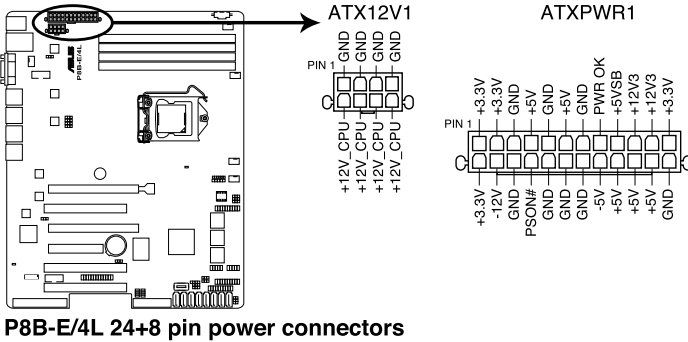 ATX12V1
ATXPWR1
PIN 1
GND
GND
GND
GND
+12V_CPU
+12V_CPU
+12V_CPU
+12V_CPU
PIN 1
+3.3V
+3.3V
GND
+5V
GND
+5V
GND
PWR OK
+5VSB
+12V3
+12V3
+3.3V
+3.3V
-12V
GND
PSON#
GND
GND
GND
-5V
+5V
+5V
+5V
GND
ASUS
P8B-E/4L
P8B-E/4L 24+8 pin power connectors